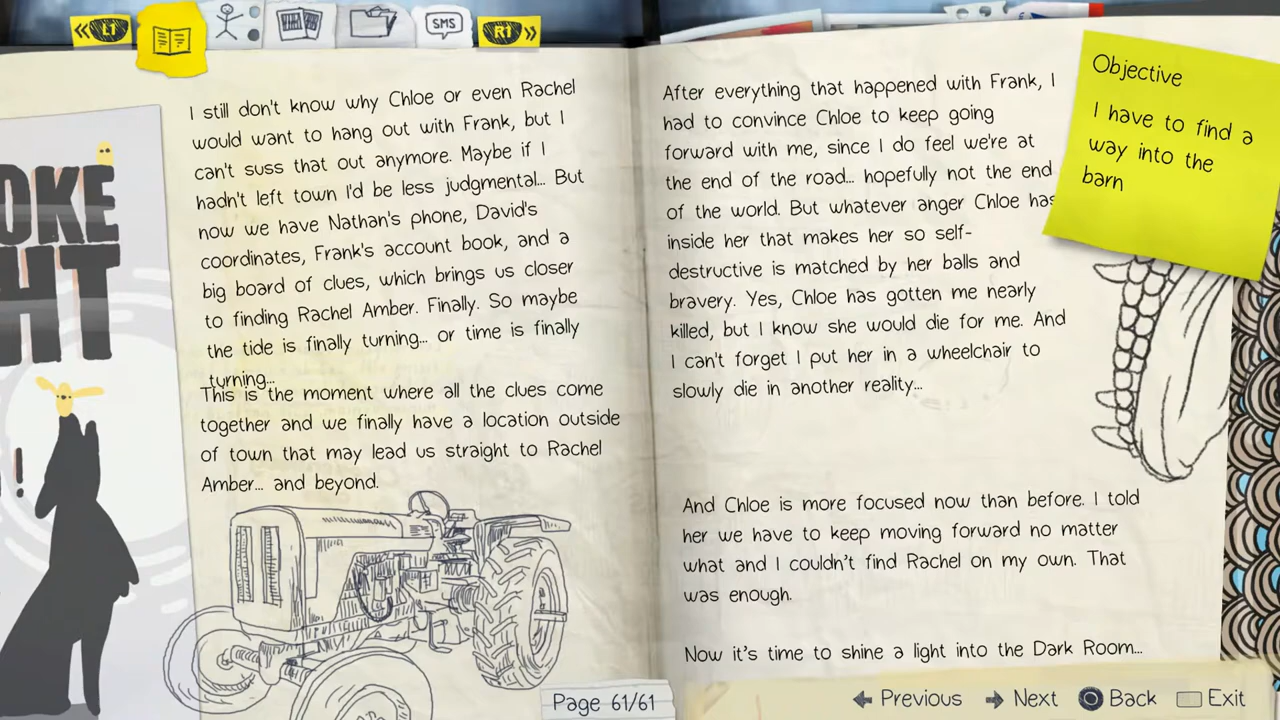 L1
SMS
R1
OKE
HT
!
I still don't know why Chloe or even Rachel
would want to hang out with Frank, but I
can't suss that out anymore. Maybe if I
hadn't left town I'd be less judgmental... But
now we have Nathan's phone, David's
coordinates, Frank's account book, and a
big board of clues, which brings us closer
to finding Rachel Amber. Finally. So maybe
the tide is finally turning... or time is finally
turning...
This is the moment where all the clues come
together and we finally have a location outside
of town that may lead us straight to Rachel
Amber... and beyond.
After everything that happened with Frank, I
had to convince Chloe to keep going
forward with me, since I do feel we're at
the end of the road... hopefully not the end
of the world. But whatever anger Chloe has
inside her that makes her so self-
destructive is matched by her balls and
bravery. Yes, Chloe has gotten me nearly
killed, but I know she would die for me. And
I can't forget I put her in a wheelchair to
slowly die in another reality...
And Chloe is more focused now than before. I told
her we have to keep moving forward no matter
what and I couldn't find Rachel on my own. That
was enough.
Now it's time to shine a light into the Dark Room...
Objective
I have to find a
way into the
barn
Page 61/61
Previous
Next
Back
Exit